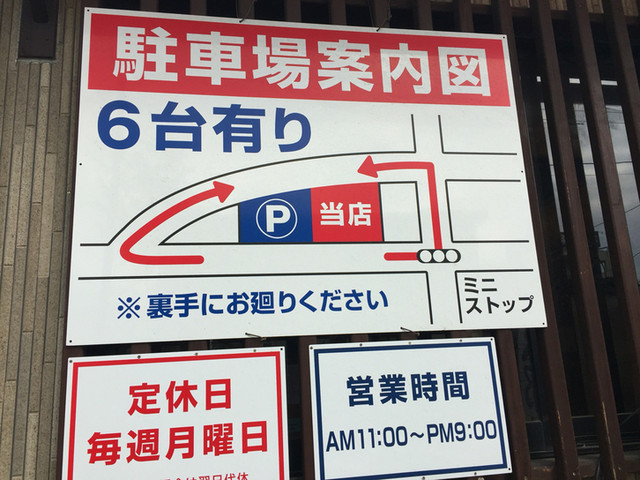 駐車場案内図
6台有り
P
当店
ミニ
ストップ
※裏手にお廻りください
定休日
毎週月曜日
営業時間
AM11:00〜PM9:00